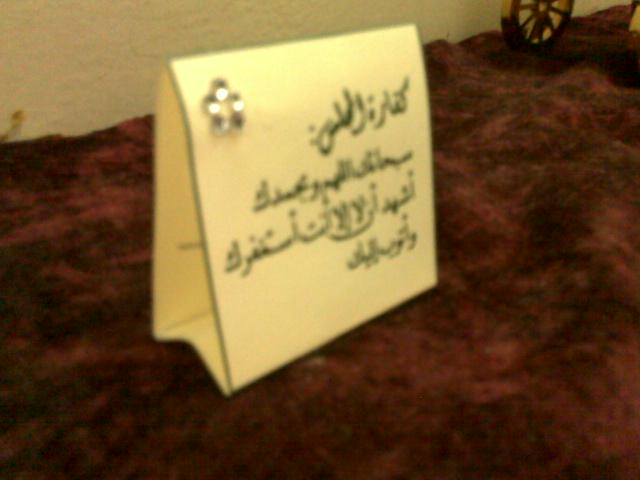 كفارة المجلس:
سبحانك اللهم وبحمدك
أشهد أن لا إله إلا أنت أستغفرك
وأتوب إليك